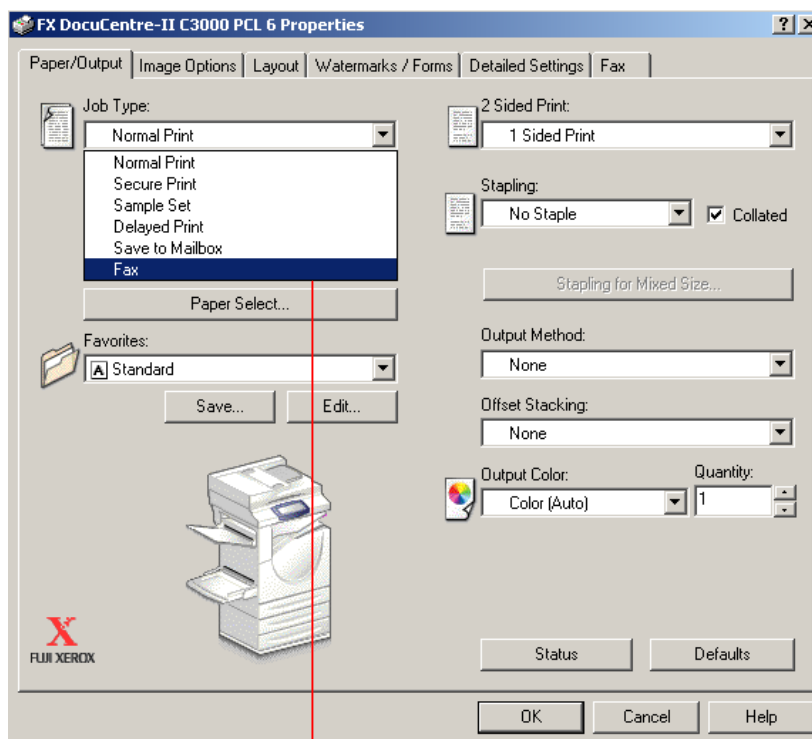 FX DocuCentre-II C3000 PCL 6 Properties
Paper/Output Image Options Layout Watermarks / Forms Detailed Settings Fax
Job Type:
Normal Print
Normal Print
Secure Print
Sample Set
Delayed Print
Save to Mailbox
Fax
Paper Select...
Favorites:
A Standard
Save... Edit...
2 Sided Print:
1 Sided Print
Stapling:
No Staple Collated
Stapling for Mixed Size...
Output Method:
None
Offset Stacking:
None
Output Color: Quantity:
Color (Auto) 1
X
FUJI XEROX
Status Defaults
OK Cancel Help